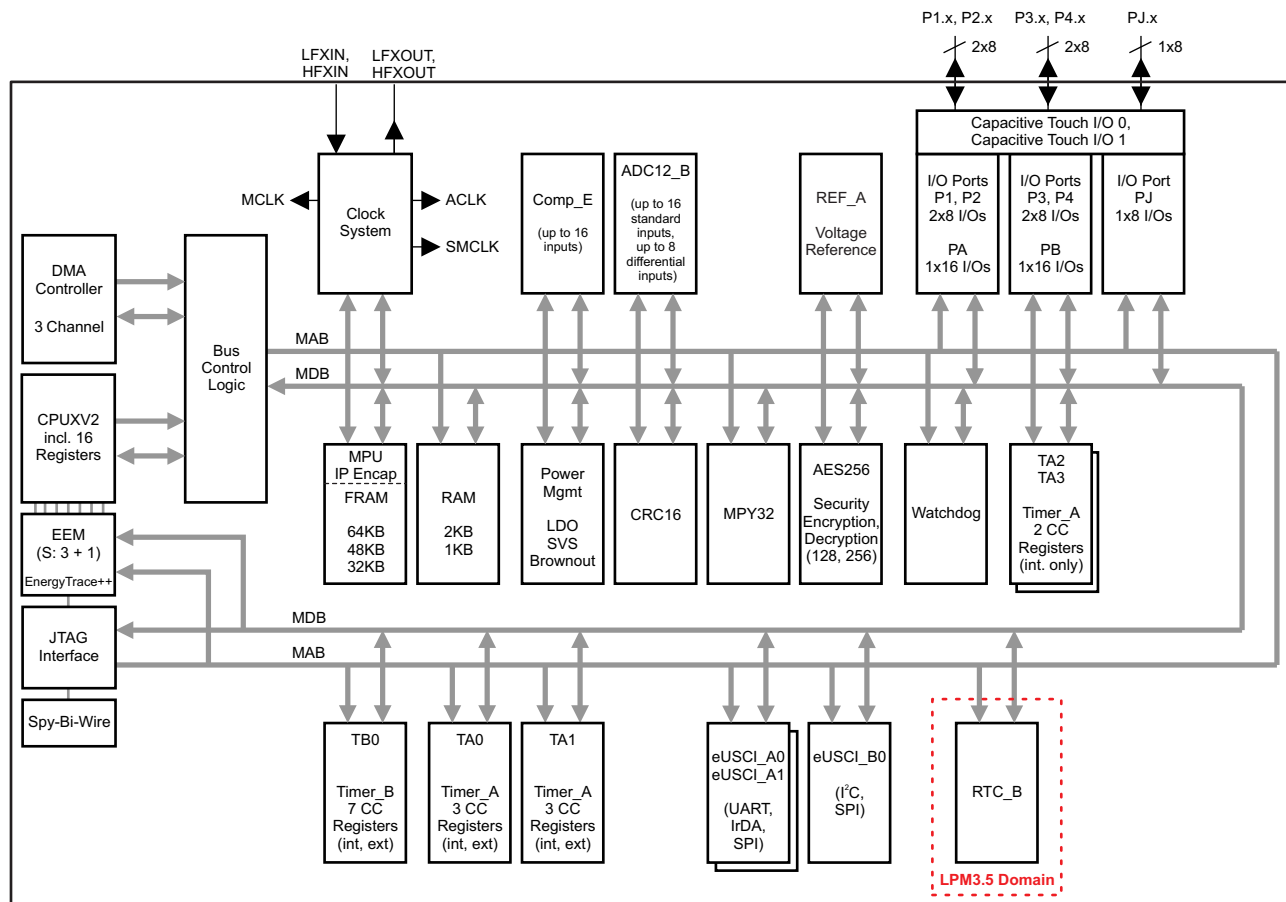 P1.x, P2.x
P3.x, P4.x
PJ.x
2x8
2x8
1x8
LFXIN,
HFXIN
LFXOUT,
HFXOUT
Capacitive Touch I/O 0,
Capacitive Touch I/O 1
MCLK
Clock
System
ACLK
SMCLK
Comp_E
(up to 16
inputs)
ADC12_B
(up to 16
standard
inputs,
up to 8
differential
inputs)
REF_A
Voltage
Reference
I/O Ports
P1, P2
2x8 I/Os
PA
1x16 I/Os
I/O Ports
P3, P4
2x8 I/Os
PB
1x16 I/Os
I/O Port
PJ
1x8 I/Os
DMA
Controller
3 Channel
Bus
Control
Logic
MAB
MDB
CPUXV2
incl. 16
Registers
MPU
IP Encap
FRAM
64KB
48KB
32KB
RAM
2KB
1KB
Power
Mgmt
LDO
SVS
Brownout
CRC16
MPY32
AES256
Security
Encryption,
Decryption
(128, 256)
Watchdog
TA2
TA3
Timer_A
2 CC
Registers
(int. only)
EEM
(S: 3 + 1)
EnergyTrace++
MDB
JTAG
Interface
MAB
Spy-Bi-Wire
TB0
Timer_B
7 CC
Registers
(int, ext)
TA0
Timer_A
3 CC
Registers
(int, ext)
TA1
Timer_A
3 CC
Registers
(int, ext)
eUSCI_A0
eUSCI_A1
(UART,
IrDA,
SPI)
eUSCI_B0
(I²C,
SPI)
RTC_B
LPM3.5 Domain